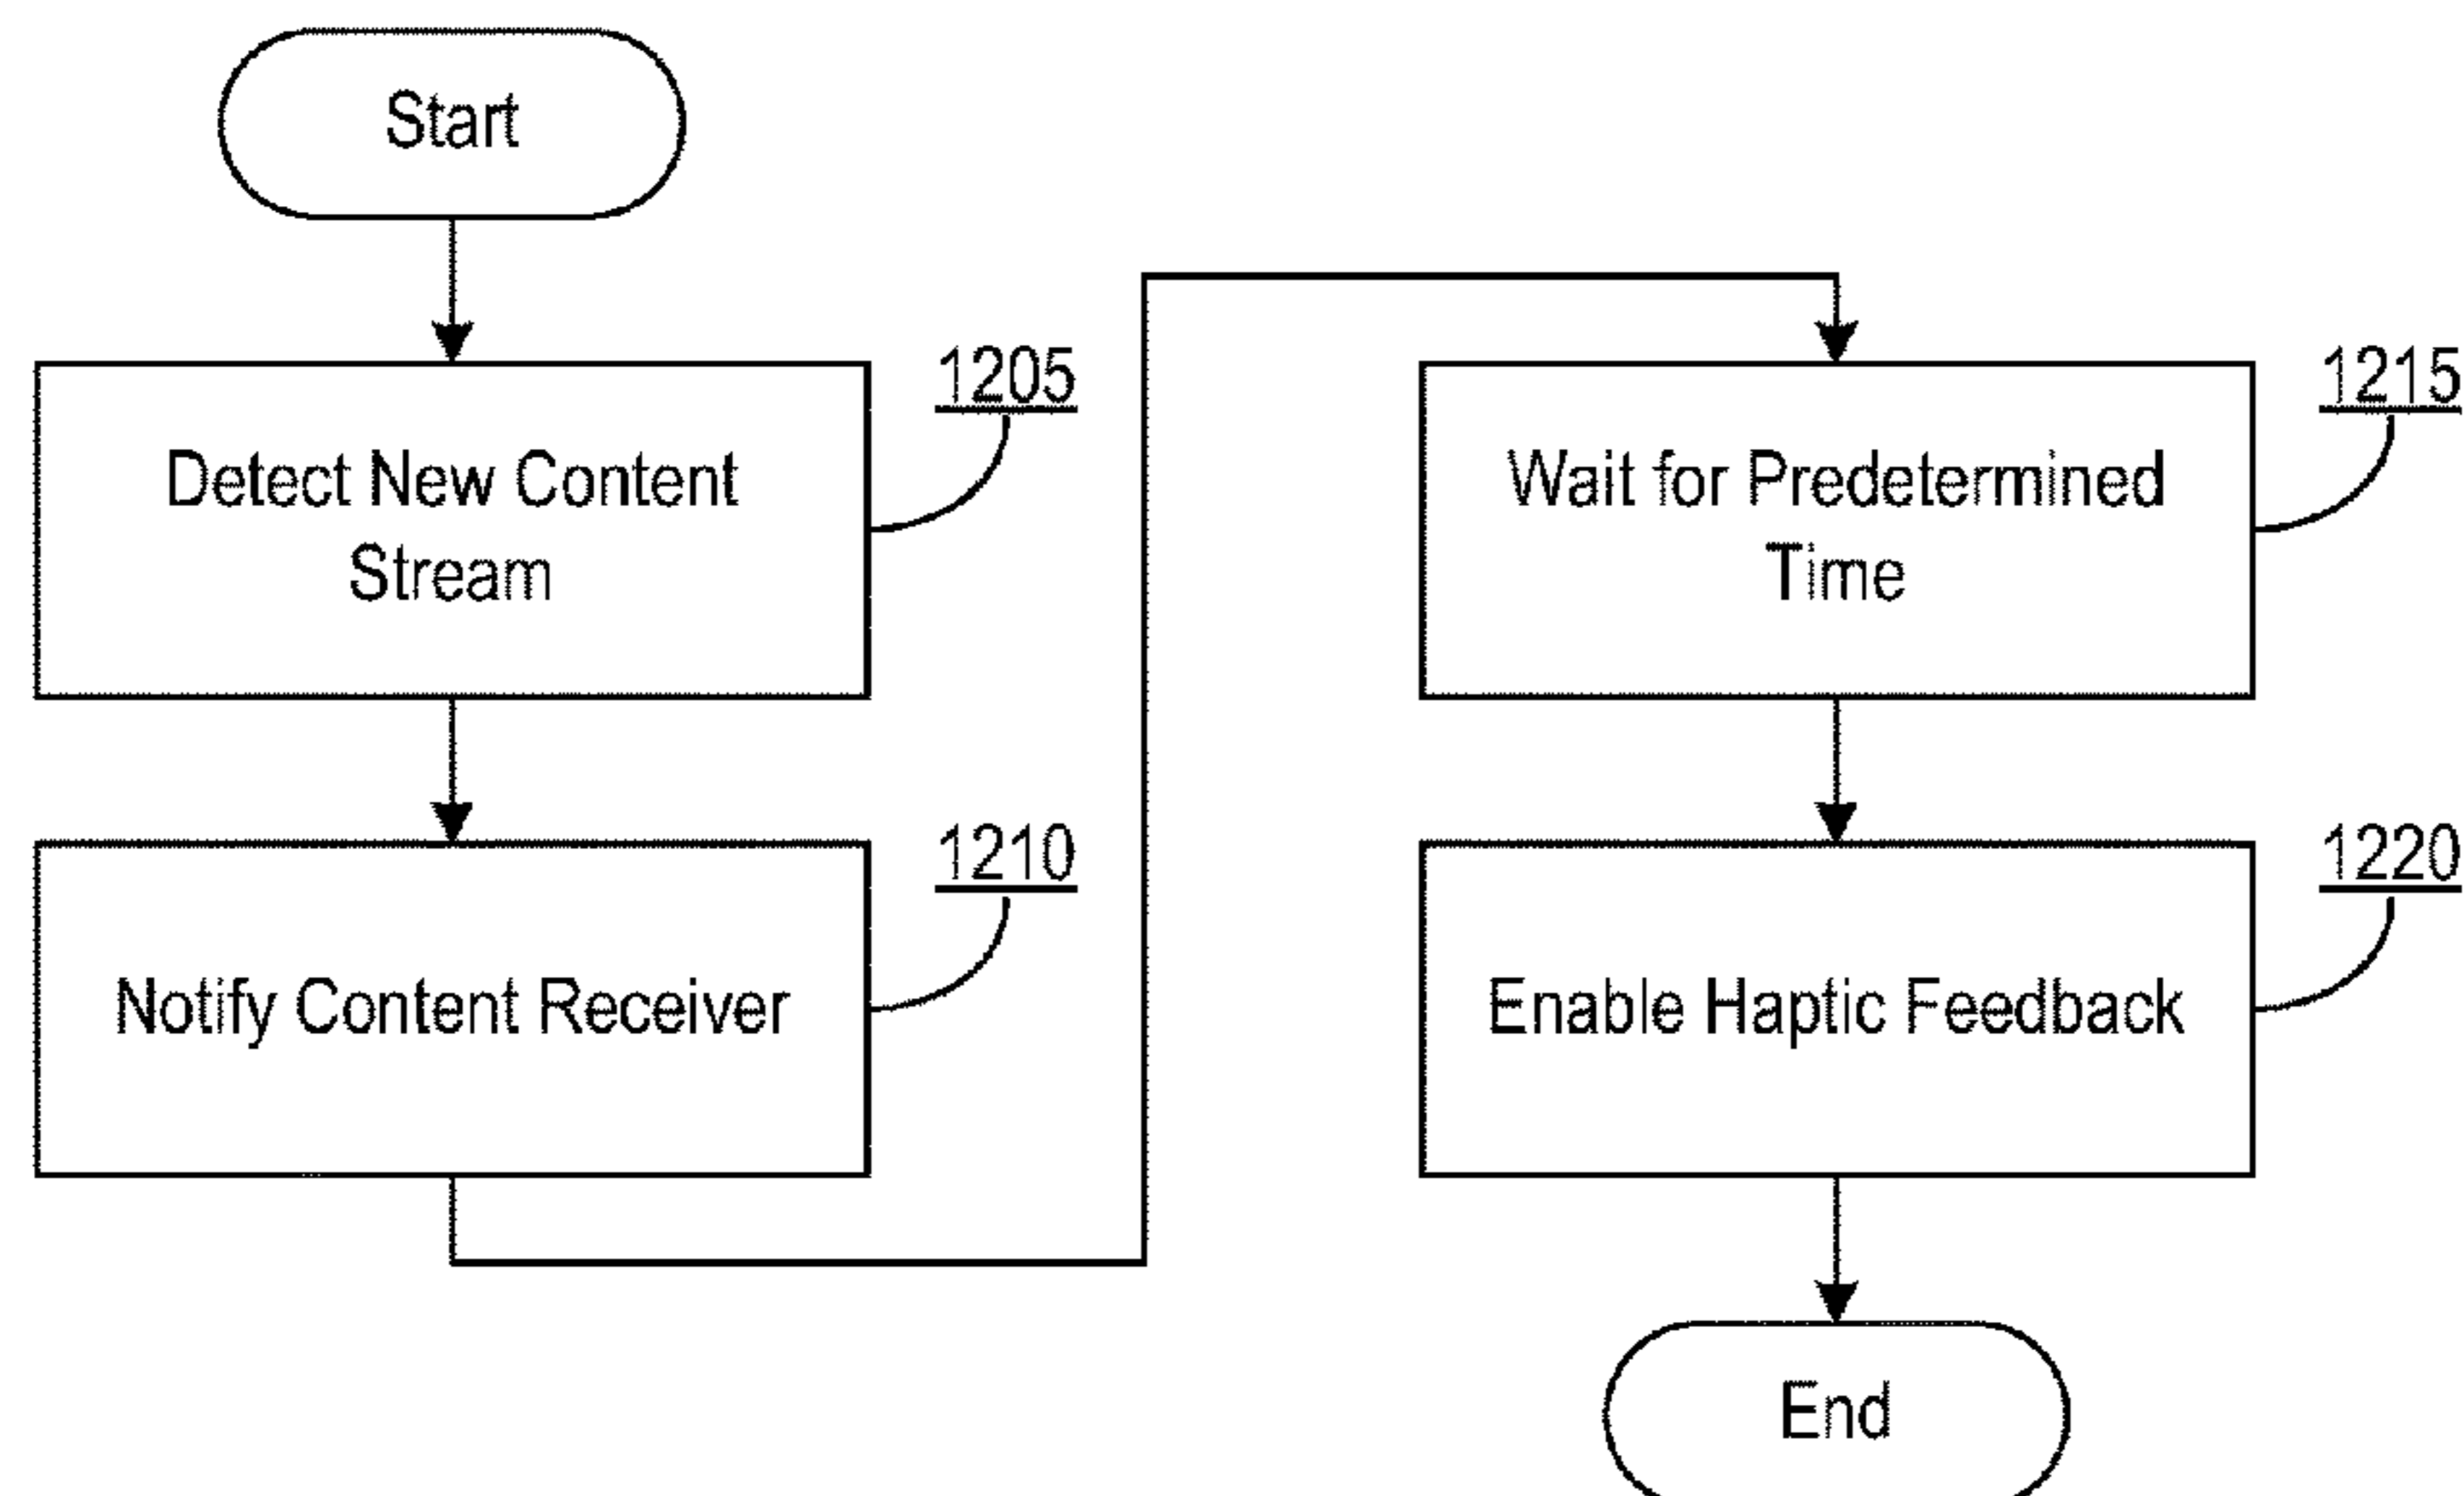 Start
1205
Detect New Content
Stream
1210
Notify Content Receiver
1215
Wait for Predetermined
Time
1220
Enable Haptic Feedback
End